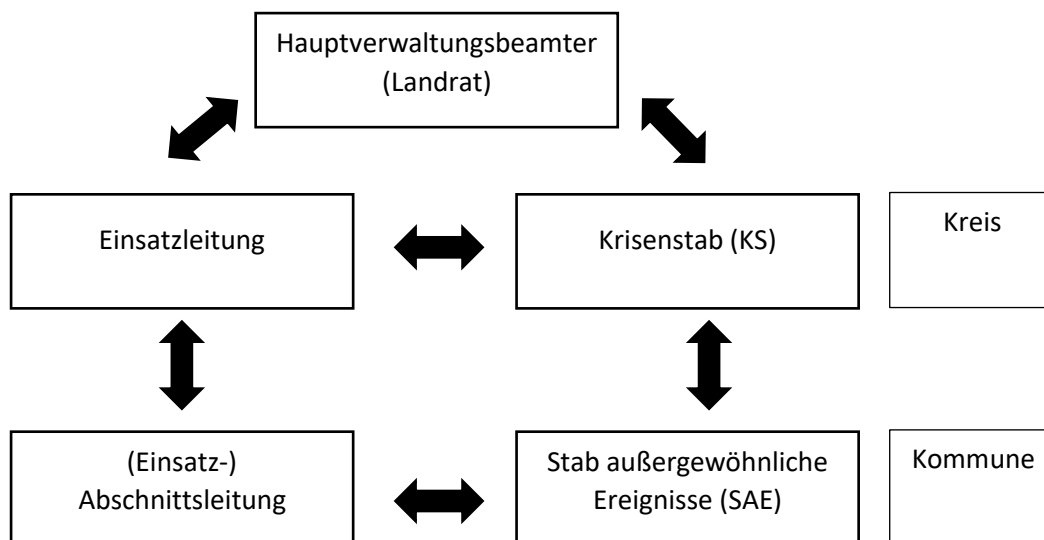 Hauptverwaltungsbeamter
(Landrat)
Einsatzleitung
Krisenstab (KS)
Kreis
(Einsatz-)
Abschnittsleitung
Stab außergewöhnliche
Ereignisse (SAE)
Kommune